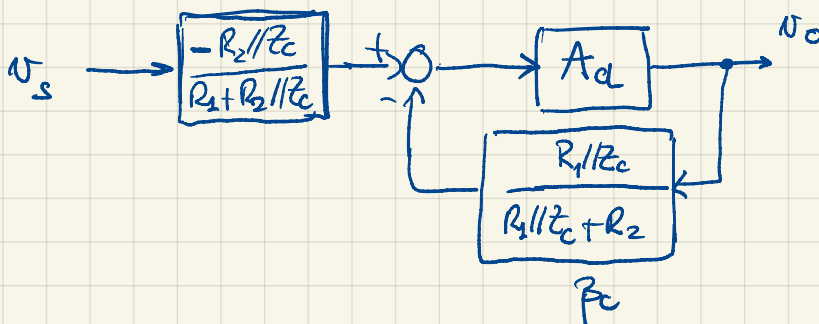 v_s
- R_2//Z_C
R_1+R_2//Z_C
+
-
A_d
v_o
R_1//Z_C
R_1//Z_C+R_2
β_C